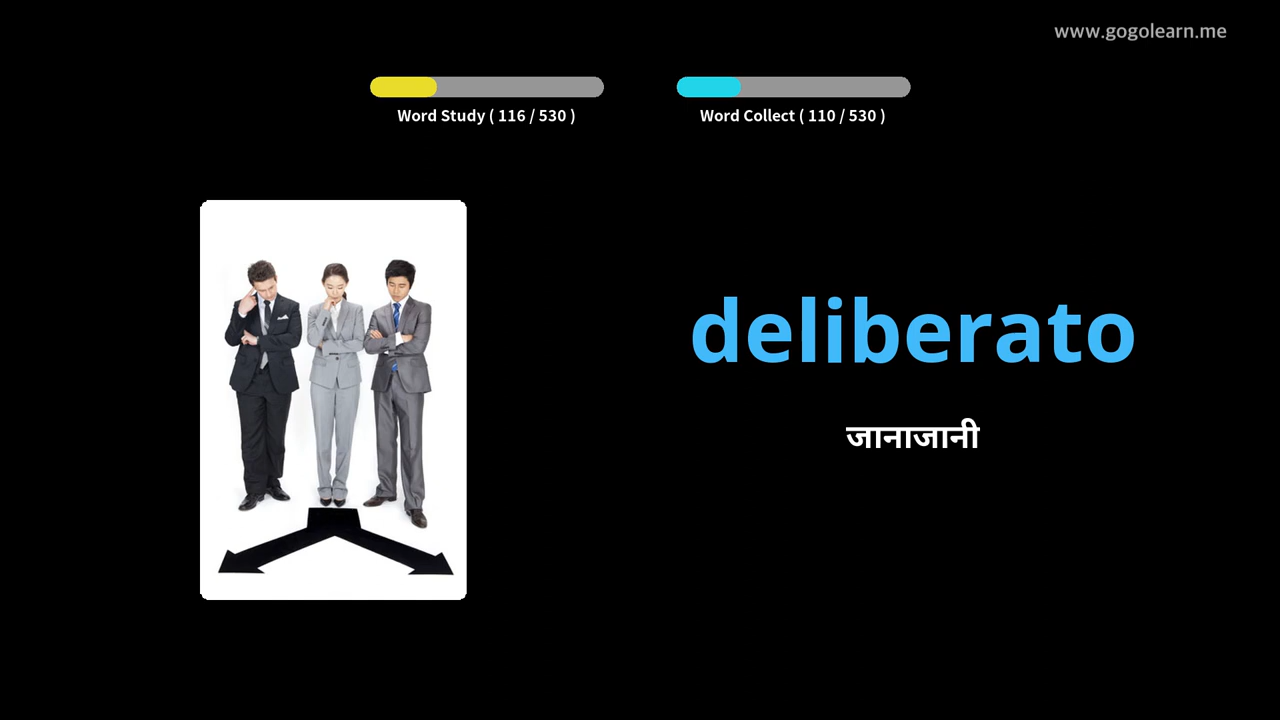 www.gogolearn.me
Word Study ( 116 / 530 )
Word Collect ( 110 / 530 )
deliberato
जानाजानी